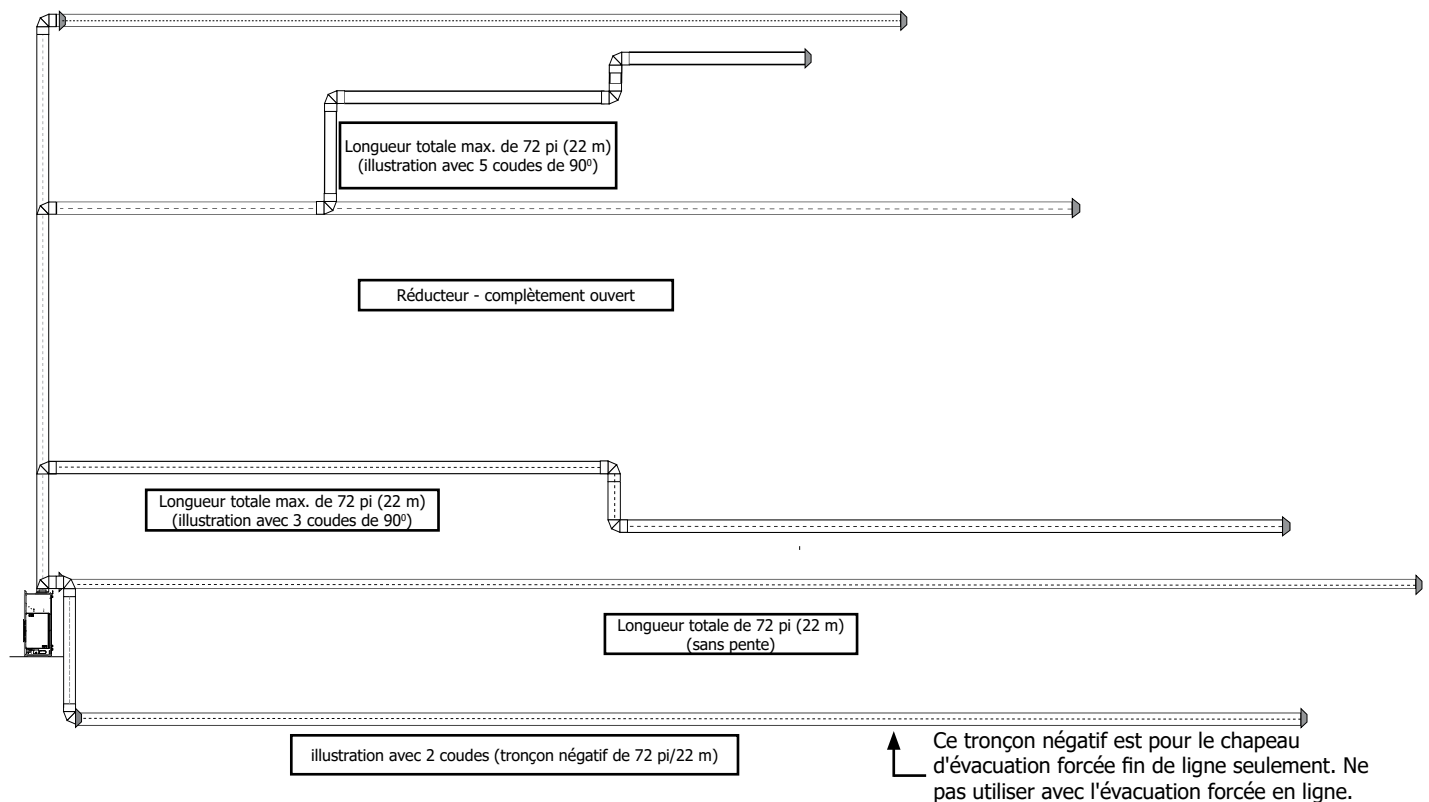 Longueur totale max. de 72 pi (22 m)
(illustration avec 5 coudes de 90⁰)
Réducteur - complètement ouvert
Longueur totale max. de 72 pi (22 m)
(illustration avec 3 coudes de 90⁰)
Longueur totale de 72 pi (22 m)
(sans pente)
illustration avec 2 coudes (tronçon négatif de 72 pi/22 m)
Ce tronçon négatif est pour le chapeau
d'évacuation forcée fin de ligne seulement. Ne
pas utiliser avec l'évacuation forcée en ligne.